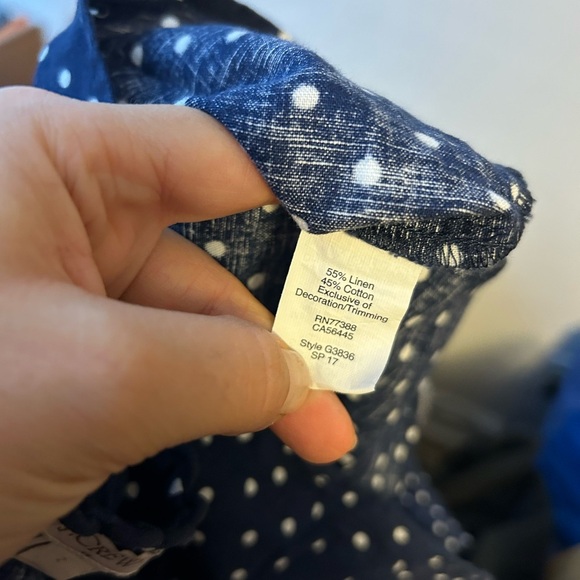 55% Linen
45% Cotton
Exclusive of
Decoration/Trimming
RN77388
CA56445
Style G3836
SP 17